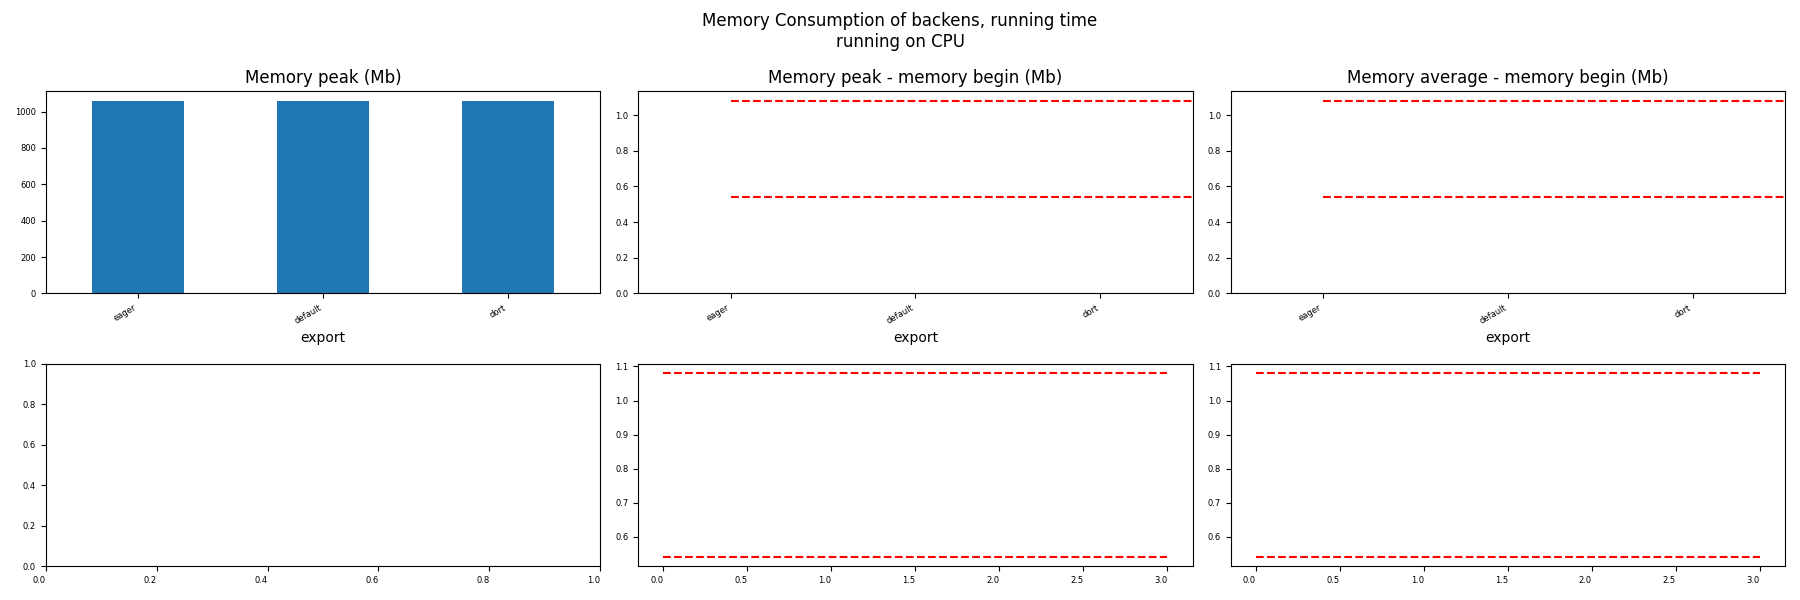 Memory Consumption of backens, running time
running on CPU
Memory peak (Mb)
1000
800
600
400
200
0
eager
default
dort
export
Memory peak - memory begin (Mb)
1.0
0.8
0.6
0.4
0.2
0.0
eager
default
dort
export
Memory average - memory begin (Mb)
1.0
0.8
0.6
0.4
0.2
0.0
eager
default
dort
export
1.0
0.8
0.6
0.4
0.2
0.0
0.0 0.2 0.4 0.6 0.8 1.0
1.1
1.0
0.9
0.8
0.7
0.6
0.0 0.5 1.0 1.5 2.0 2.5 3.0
1.1
1.0
0.9
0.8
0.7
0.6
0.0 0.5 1.0 1.5 2.0 2.5 3.0